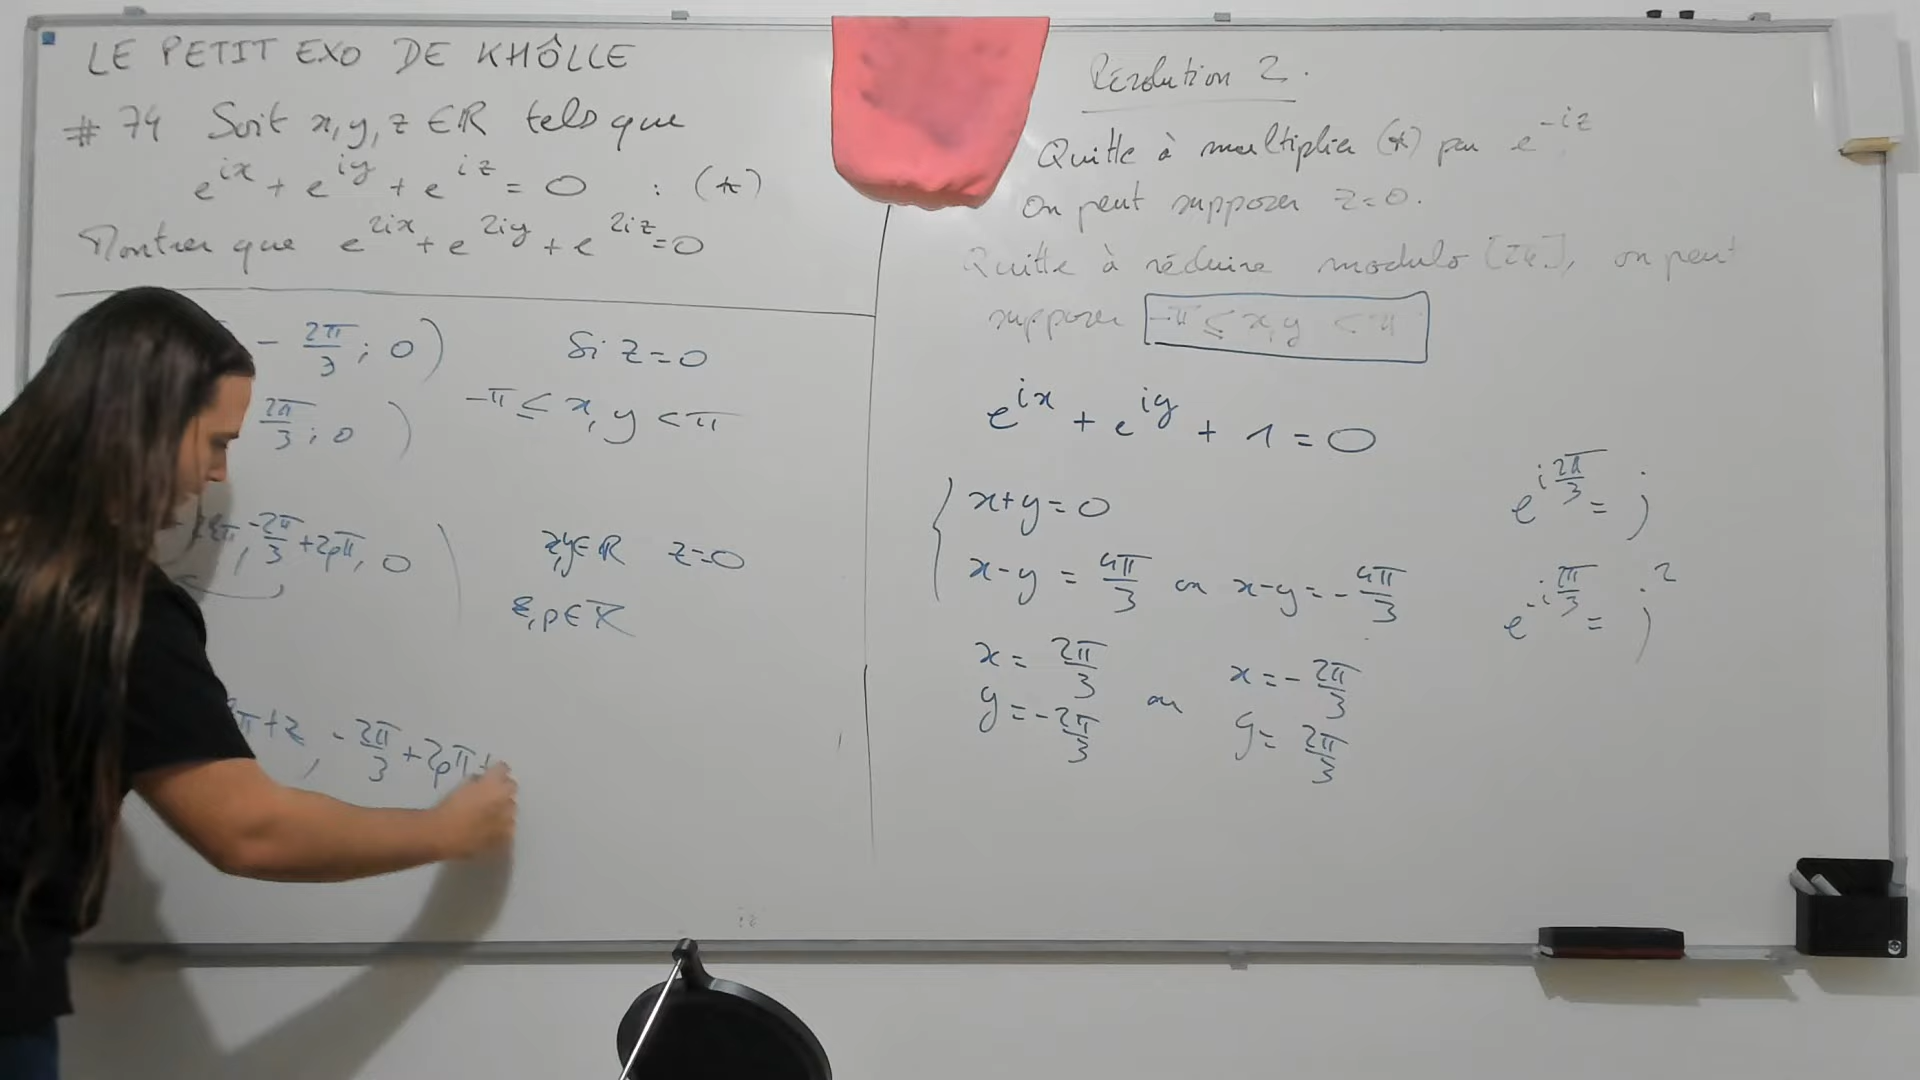 LE PETIT EXO DE KHÔLLE
# 74 Soit x, y, z ∈ ℝ tels que
e^{ix} + e^{iy} + e^{iz} = 0 : (*)
Montrer que e^{2ix} + e^{2iy} + e^{2iz} = 0
- 2π/3 ; 0 ) Si z = 0
2π/3 ; 0 ) -π ≤ x, y < π
-2π/3 + 2pπ, 0 ) x, y ∈ ℝ z = 0
k, p ∈ ℤ
π + z , - 2π/3 + 2pπ +
Résolution 2.
Quitte à multiplier (*) par e^{-iz}
On peut supposer z = 0.
Quitte à réduire modulo [2π], on peut
supposer -π ≤ x, y < π
e^{ix} + e^{iy} + 1 = 0
{ x + y = 0
x - y = 4π/3 ou x - y = - 4π/3
x = 2π/3 ou x = - 2π/3
y = - 2π/3 y = 2π/3
e^{i 2π/3} = j
e^{-i 2π/3} = j^2